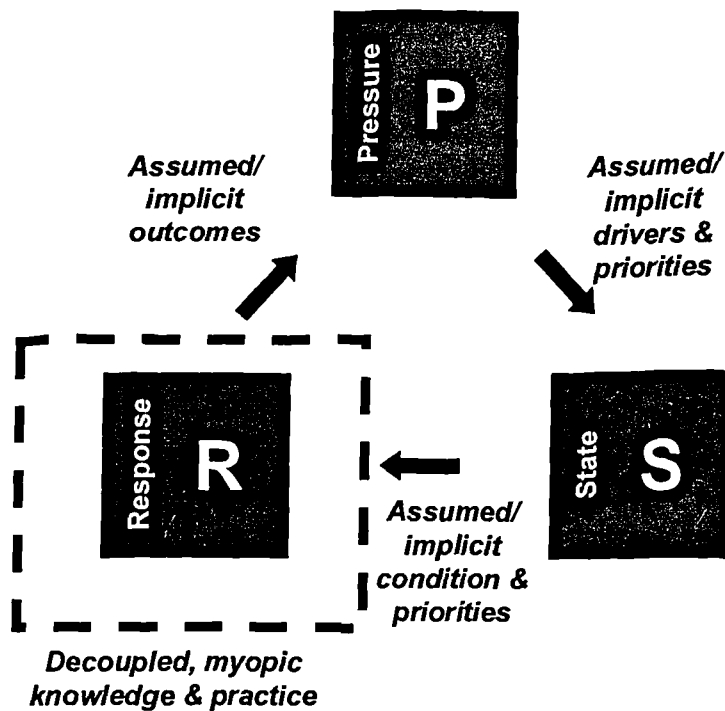 Pressure
P
Assumed/
implicit
outcomes
Assumed/
implicit
drivers &
priorities
Response
R
State
S
Assumed/
implicit
condition &
priorities
Decoupled, myopic
knowledge & practice